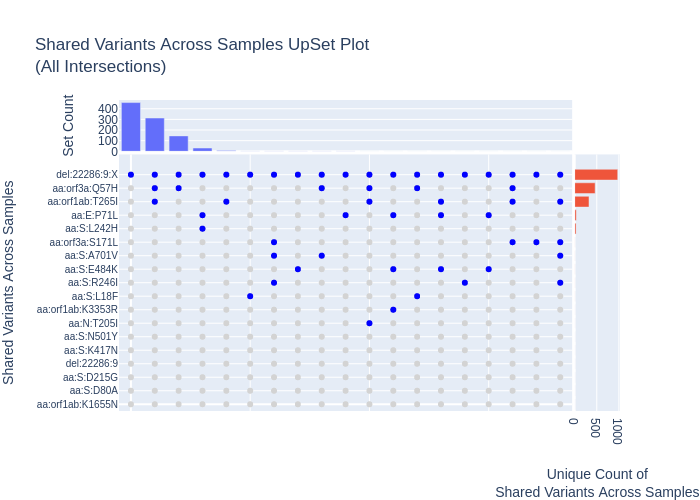 Shared Variants Across Samples UpSet Plot
(All Intersections)
Set Count
400
300
200
100
0
Shared Variants Across Samples
del:22286:9:X
aa:orf3a:Q57H
aa:orf1ab:T265I
aa:E:P71L
aa:S:L242H
aa:orf3a:S171L
aa:S:A701V
aa:S:E484K
aa:S:R246I
aa:S:L18F
aa:orf1ab:K3353R
aa:N:T205I
aa:S:N501Y
aa:S:K417N
del:22286:9
aa:S:D215G
aa:S:D80A
aa:orf1ab:K1655N
0
500
1000
Unique Count of
Shared Variants Across Samples